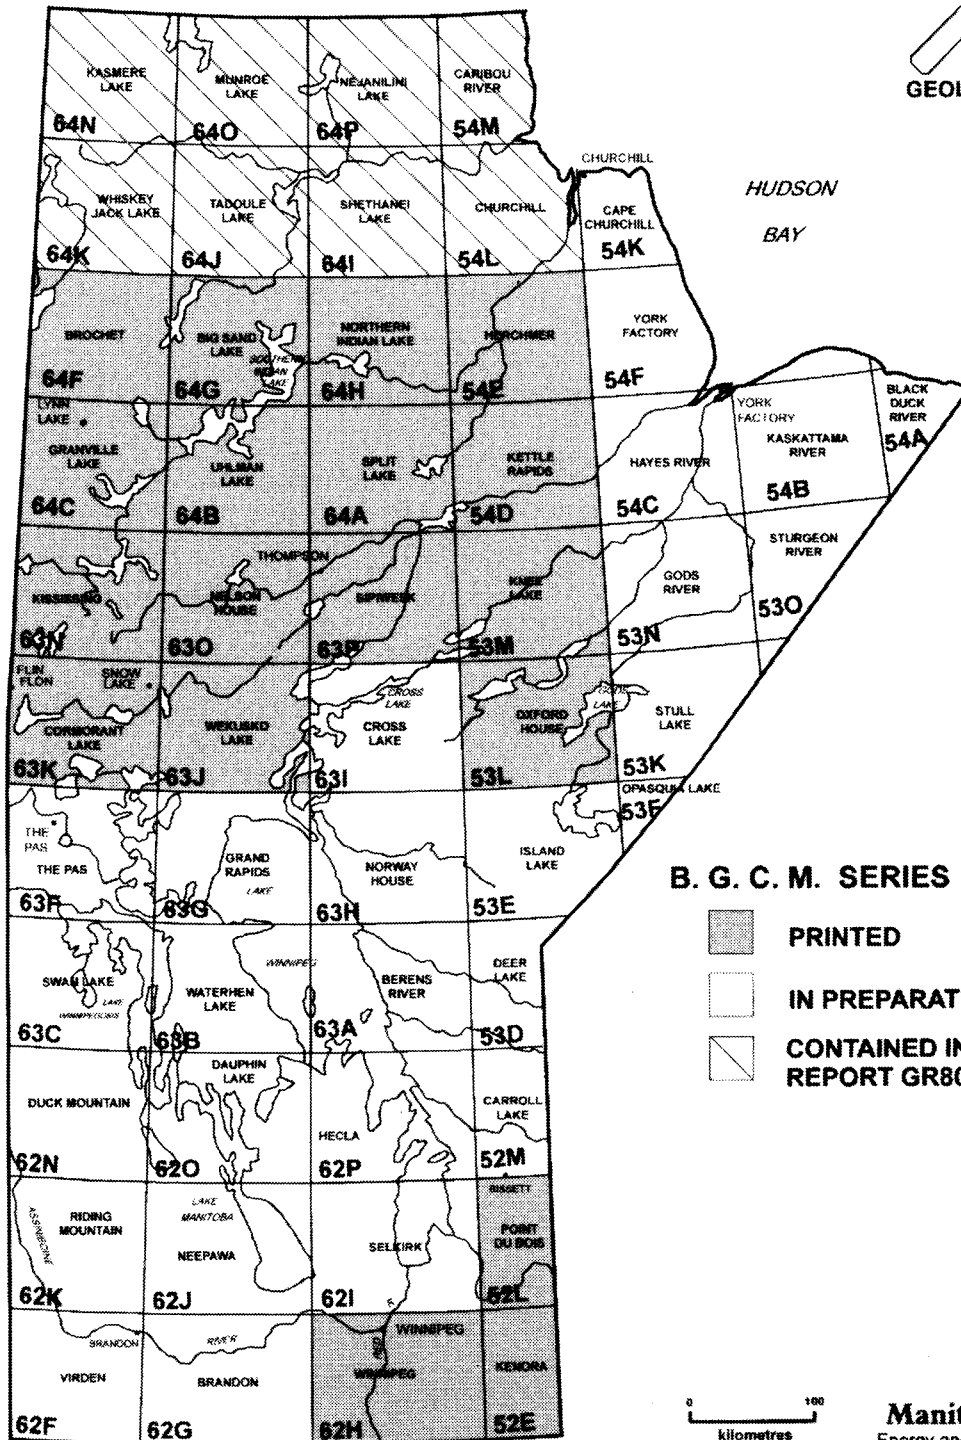 GEOL
KASMERE
LAKE
MUNROE
LAKE
NEJANILINI
LAKE
CARIBOU
RIVER
64N
64O
64P
54M
CHURCHILL
HUDSON
BAY
WHISKEY
JACK LAKE
TADOULE
LAKE
SHETHANEI
LAKE
CHURCHILL
CAPE
CHURCHILL
64K
64J
64I
54L
54K
BROCHET
BIG SAND
LAKE
SOUTHERN
INDIAN
LAKE
NORTHERN
INDIAN LAKE
HERCHMER
YORK
FACTORY
64F
64G
64H
54E
54F
LYNN
LAKE
GRANVILLE
LAKE
UHLMAN
LAKE
SPLIT
LAKE
KETTLE
RAPIDS
HAYES RIVER
YORK
FACTORY
KASKATTAMA
RIVER
BLACK
DUCK
RIVER
54A
64C
64B
64A
54D
54C
54B
THOMPSON
KISSISSING
NELSON
HOUSE
SIPIWESK
KNEE
LAKE
GODS
RIVER
STURGEON
RIVER
63N
63O
63P
53M
53N
53O
FLIN
FLON
SNOW
LAKE
CORMORANT
LAKE
WEKUSKO
LAKE
CROSS
LAKE
CROSS
LAKE
OXFORD
HOUSE
GODS
LAKE
STULL
LAKE
63K
63J
63I
53L
53K
OPASQUIA LAKE
53F
THE
PAS
THE PAS
GRAND
RAPIDS
LAKE
NORWAY
HOUSE
ISLAND
LAKE
63F
63G
63H
53E
B. G. C. M. SERIES
PRINTED
IN PREPARAT
CONTAINED IN
REPORT GR80
SWAN LAKE
LAKE
WINNIPEGOSIS
WATERHEN
LAKE
WINNIPEG
BERENS
RIVER
DEER
LAKE
63C
63B
63A
53D
DUCK MOUNTAIN
DAUPHIN
LAKE
HECLA
CARROLL
LAKE
62N
62O
62P
52M
ASSINIBOINE
RIDING
MOUNTAIN
LAKE
MANITOBA
NEEPAWA
SELKIRK
BISSETT
POINT
DU BOIS
62K
62J
62I
52L
R.
BRANDON
RIVER
RED
WINNIPEG
VIRDEN
BRANDON
WINNIPEG
KENORA
62F
62G
62H
52E
0 100
kilometres
Manit
Energy an